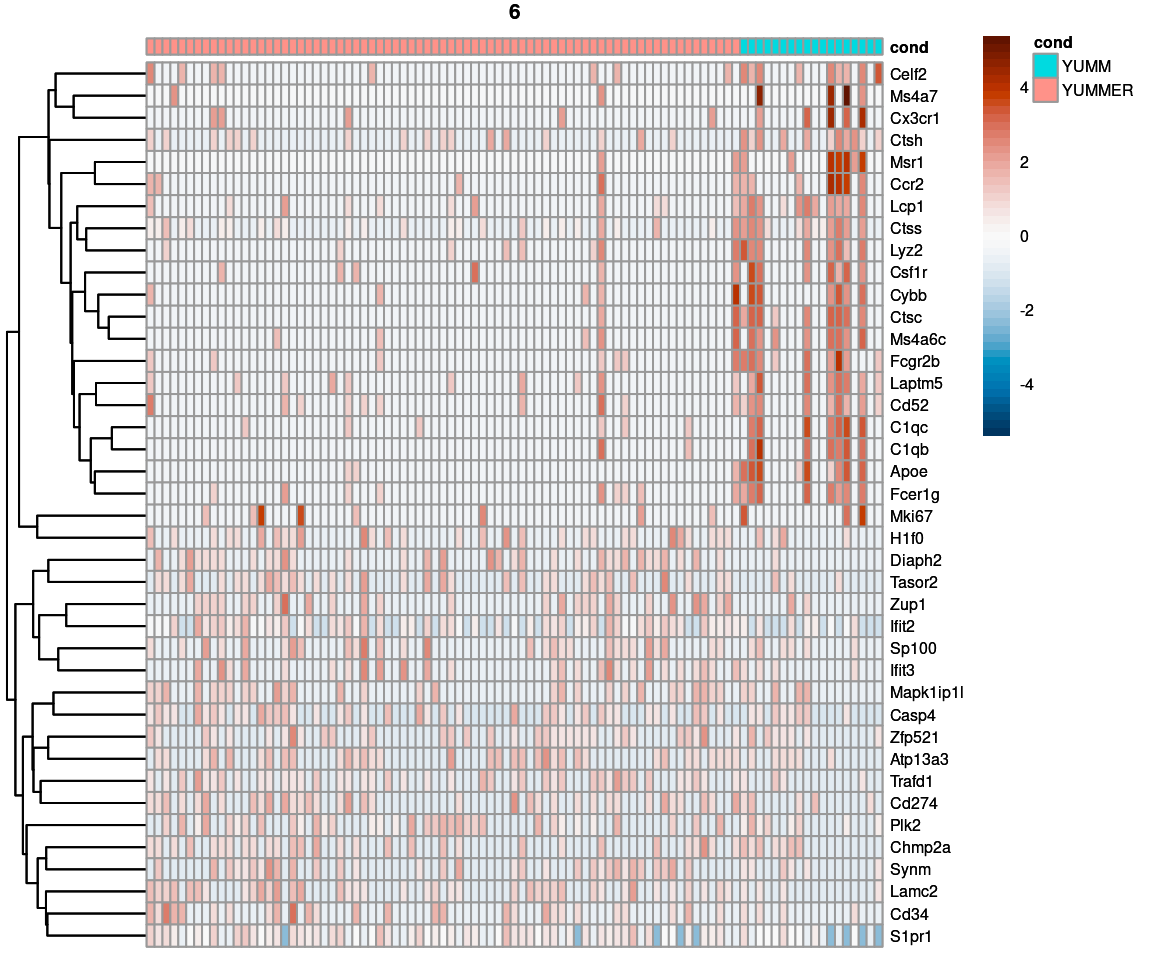 6
cond
Celf2
Ms4a7
Cx3cr1
Ctsh
Msr1
Ccr2
Lcp1
Ctss
Lyz2
Csf1r
Cybb
Ctsc
Ms4a6c
Fcgr2b
Laptm5
Cd52
C1qc
C1qb
Apoe
Fcer1g
Mki67
H1f0
Diaph2
Tasor2
Zup1
Ifit2
Sp100
Ifit3
Mapk1ip1l
Casp4
Zfp521
Atp13a3
Trafd1
Cd274
Plk2
Chmp2a
Synm
Lamc2
Cd34
S1pr1
4
2
0
-2
-4
cond
YUMM
YUMMER